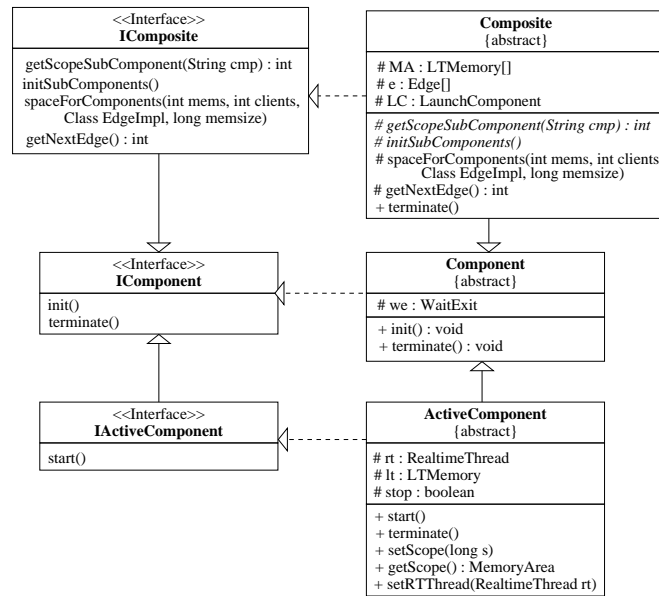 <<Interface>>
IComposite
getScopeSubComponent(String cmp) : int
initSubComponents()
spaceForComponents(int mems, int clients,
Class EdgeImpl, long memsize)
getNextEdge() : int
Composite
{abstract}
# MA : LTMemory[]
# e : Edge[]
# LC : LaunchComponent
# getScopeSubComponent(String cmp) : int
# initSubComponents()
# spaceForComponents(int mems, int clients
Class EdgeImpl, long memsize)
# getNextEdge() : int
+ terminate()
<<Interface>>
IComponent
init()
terminate()
Component
{abstract}
# we : WaitExit
+ init() : void
+ terminate() : void
<<Interface>>
IActiveComponent
start()
ActiveComponent
{abstract}
# rt : RealtimeThread
# lt : LTMemory
# stop : boolean
+ start()
+ terminate()
+ setScope(long s)
+ getScope() : MemoryArea
+ setRTThread(RealtimeThread rt)